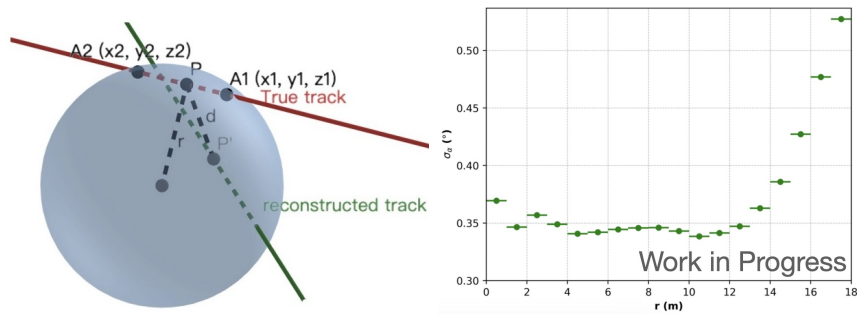 A2 (x2, y2, z2)
P
A1 (x1, y1, z1)
True track
d
r
P'
reconstructed track
σα (°)
0.50
0.45
0.40
0.35
0.30
Work in Progress
0 2 4 6 8 10 12 14 16 18
r (m)